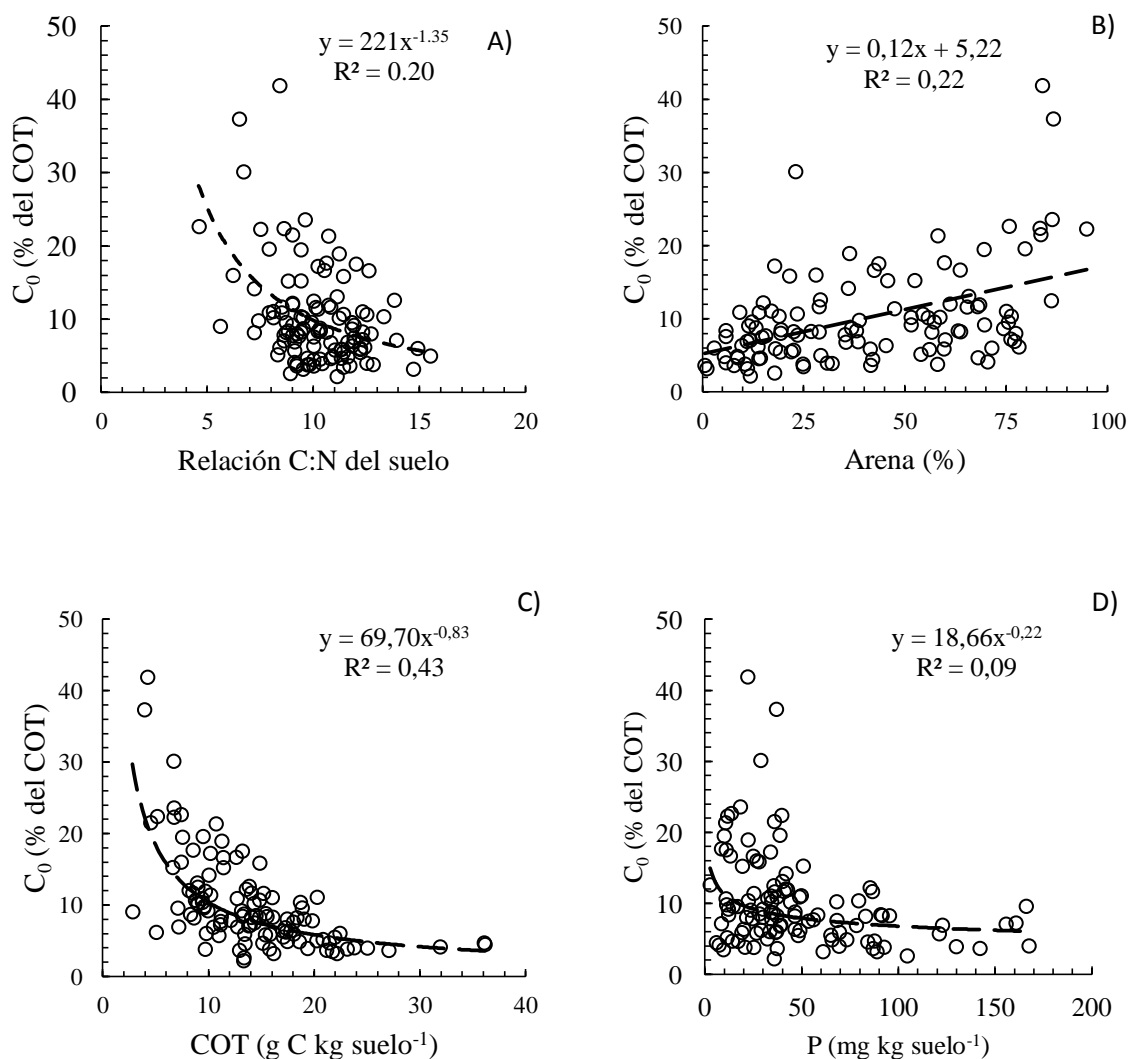 A)
y = 221x-1.35
R² = 0.20
C0 (% del COT)
50
40
30
20
10
0
0 5 10 15 20
Relación C:N del suelo
B)
y = 0,12x + 5,22
R² = 0,22
C0 (% del COT)
50
40
30
20
10
0
0 25 50 75 100
Arena (%)
C)
y = 69,70x-0,83
R² = 0,43
C0 (% del COT)
50
40
30
20
10
0
0 10 20 30 40
COT (g C kg suelo-1)
D)
y = 18,66x-0,22
R² = 0,09
C0 (% del COT)
50
40
30
20
10
0
0 50 100 150 200
P (mg kg suelo-1)